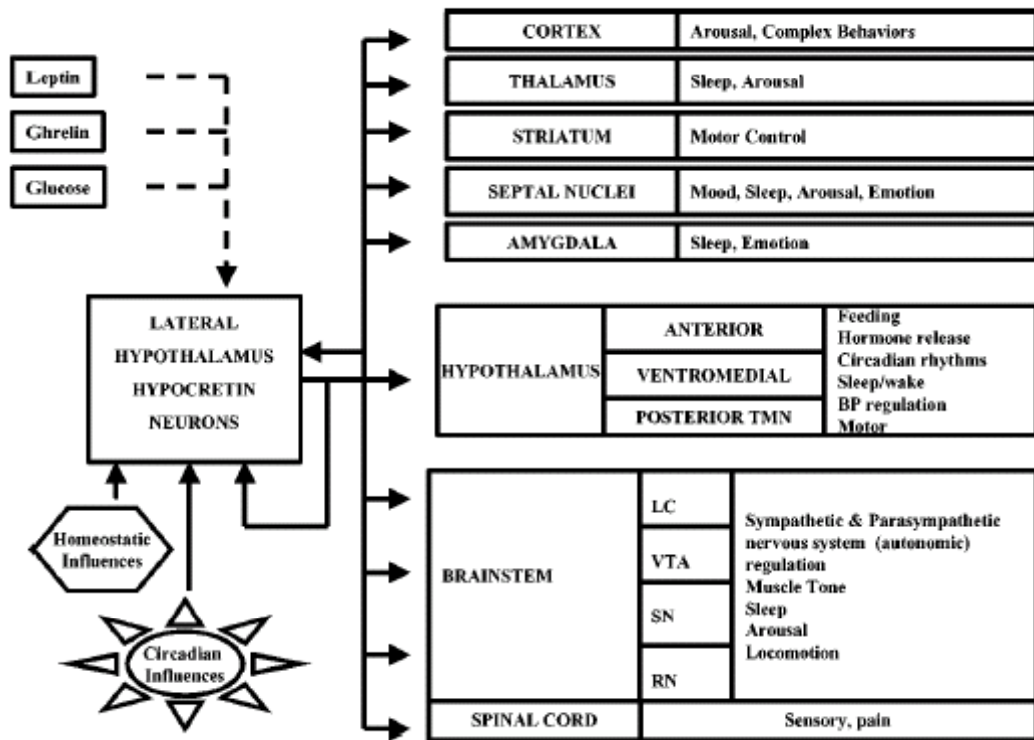 Leptin
Ghrelin
Glucose
LATERAL
HYPOTHALAMUS
HYPOCRETIN
NEURONS
Homeostatic
Influences
Circadian
Influences
CORTEX
Arousal, Complex Behaviors
THALAMUS
Sleep, Arousal
STRIATUM
Motor Control
SEPTAL NUCLEI
Mood, Sleep, Arousal, Emotion
AMYGDALA
Sleep, Emotion
HYPOTHALAMUS
ANTERIOR
VENTROMEDIAL
POSTERIOR TMN
Feeding
Hormone release
Circadian rhythms
Sleep/wake
BP regulation
Motor
BRAINSTEM
LC
VTA
SN
RN
Sympathetic & Parasympathetic
nervous system (autonomic)
regulation
Muscle Tone
Sleep
Arousal
Locomotion
SPINAL CORD
Sensory, pain